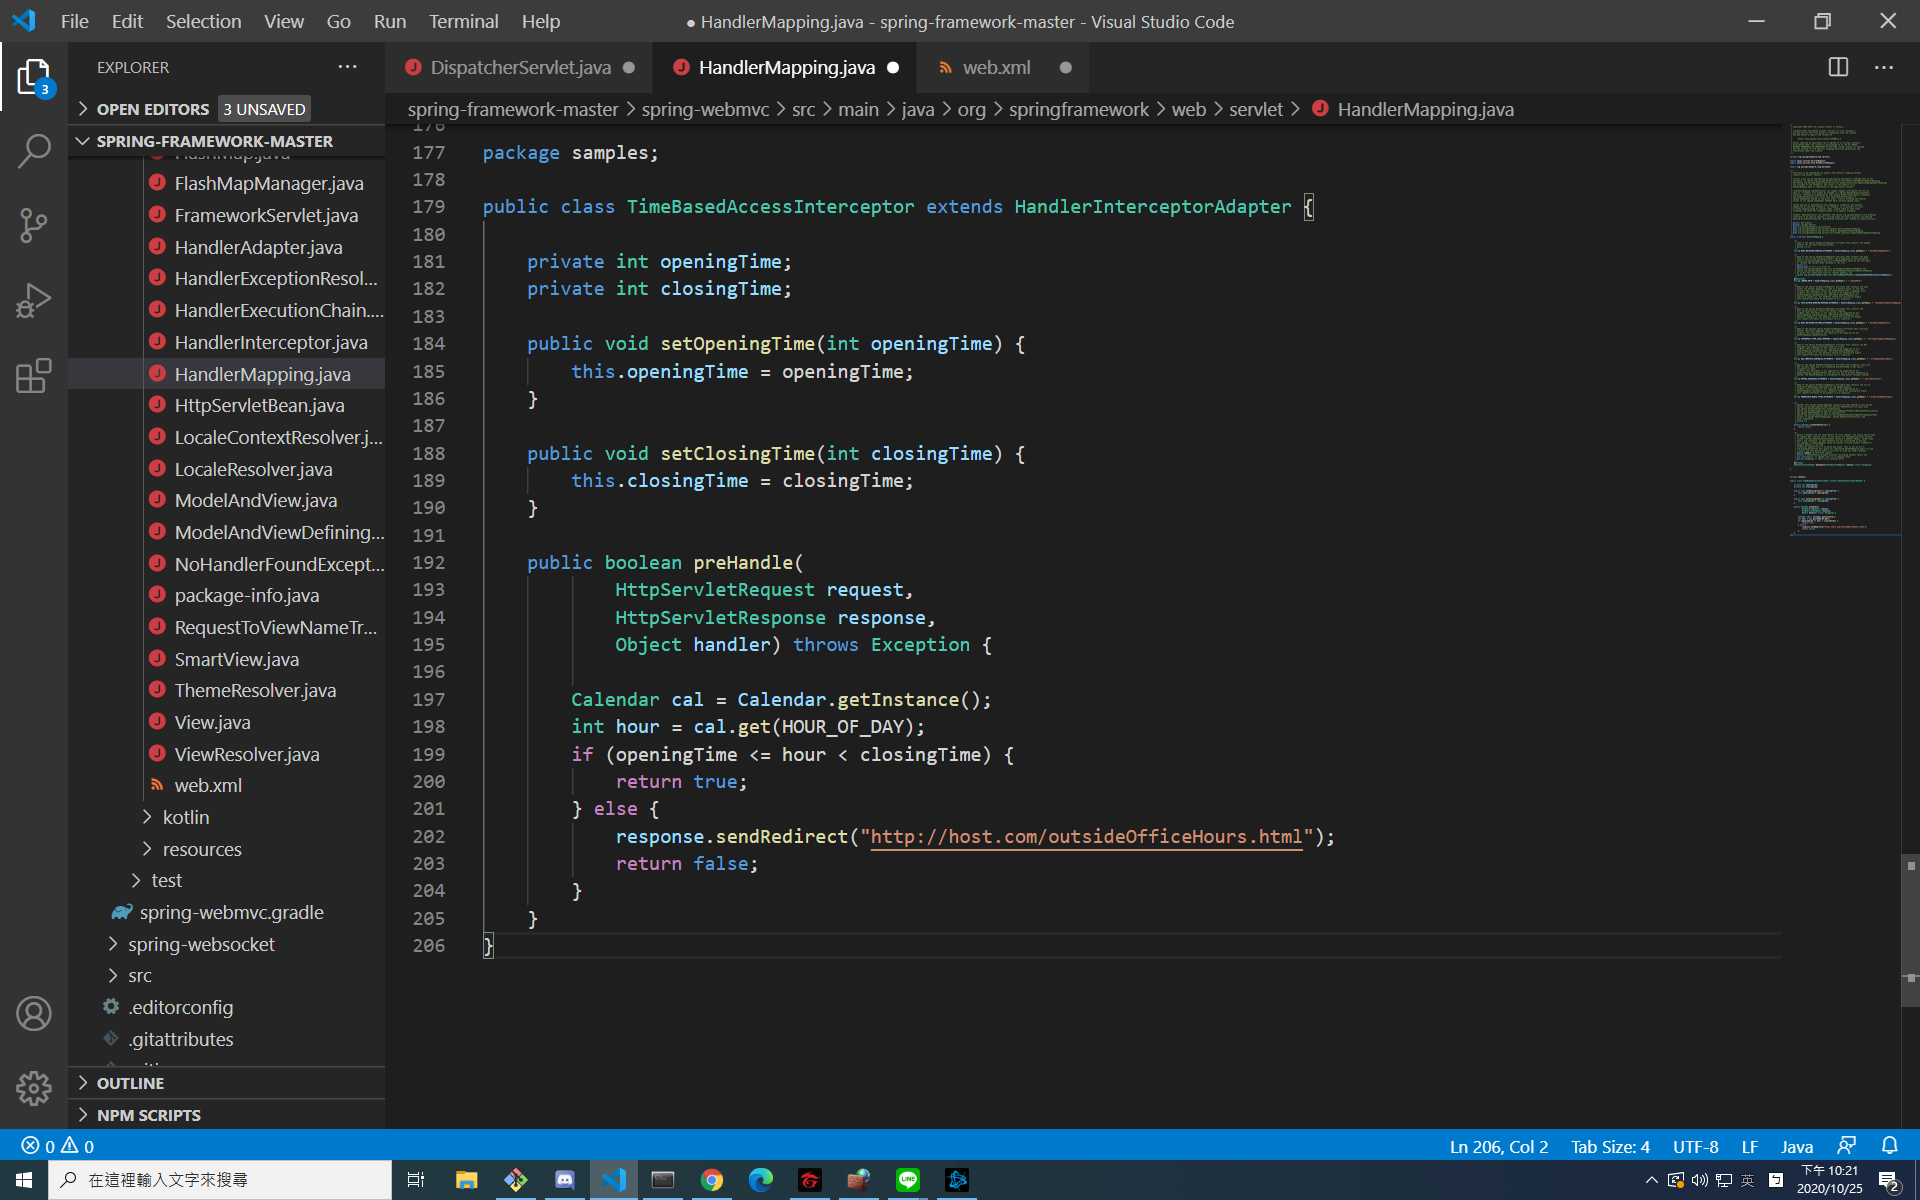 File Edit Selection View Go Run Terminal Help
● HandlerMapping.java - spring-framework-master - Visual Studio Code
EXPLORER
DispatcherServlet.java
HandlerMapping.java
web.xml
3
OPEN EDITORS 3 UNSAVED
spring-framework-master > spring-webmvc > src > main > java > org > springframework > web > servlet > HandlerMapping.java
SPRING-FRAMEWORK-MASTER
FlashMap.java
FlashMapManager.java
FrameworkServlet.java
HandlerAdapter.java
HandlerExceptionResol...
HandlerExecutionChain....
HandlerInterceptor.java
HandlerMapping.java
HttpServletBean.java
LocaleContextResolver.j...
LocaleResolver.java
ModelAndView.java
ModelAndViewDefining...
NoHandlerFoundExcept...
package-info.java
RequestToViewNameTr...
SmartView.java
ThemeResolver.java
View.java
ViewResolver.java
web.xml
kotlin
resources
test
spring-webmvc.gradle
spring-websocket
src
.editorconfig
.gitattributes
OUTLINE
NPM SCRIPTS
176
177 package samples;
178
179 public class TimeBasedAccessInterceptor extends HandlerInterceptorAdapter {
180
181 private int openingTime;
182 private int closingTime;
183
184 public void setOpeningTime(int openingTime) {
185 this.openingTime = openingTime;
186 }
187
188 public void setClosingTime(int closingTime) {
189 this.closingTime = closingTime;
190 }
191
192 public boolean preHandle(
193 HttpServletRequest request,
194 HttpServletResponse response,
195 Object handler) throws Exception {
196
197 Calendar cal = Calendar.getInstance();
198 int hour = cal.get(HOUR_OF_DAY);
199 if (openingTime <= hour < closingTime) {
200 return true;
201 } else {
202 response.sendRedirect("http://host.com/outsideOfficeHours.html");
203 return false;
204 }
205 }
206 }
0 0
Ln 206, Col 2 Tab Size: 4 UTF-8 LF Java
在這裡輸入文字來搜尋
英
下午 10:21
2020/10/25
2